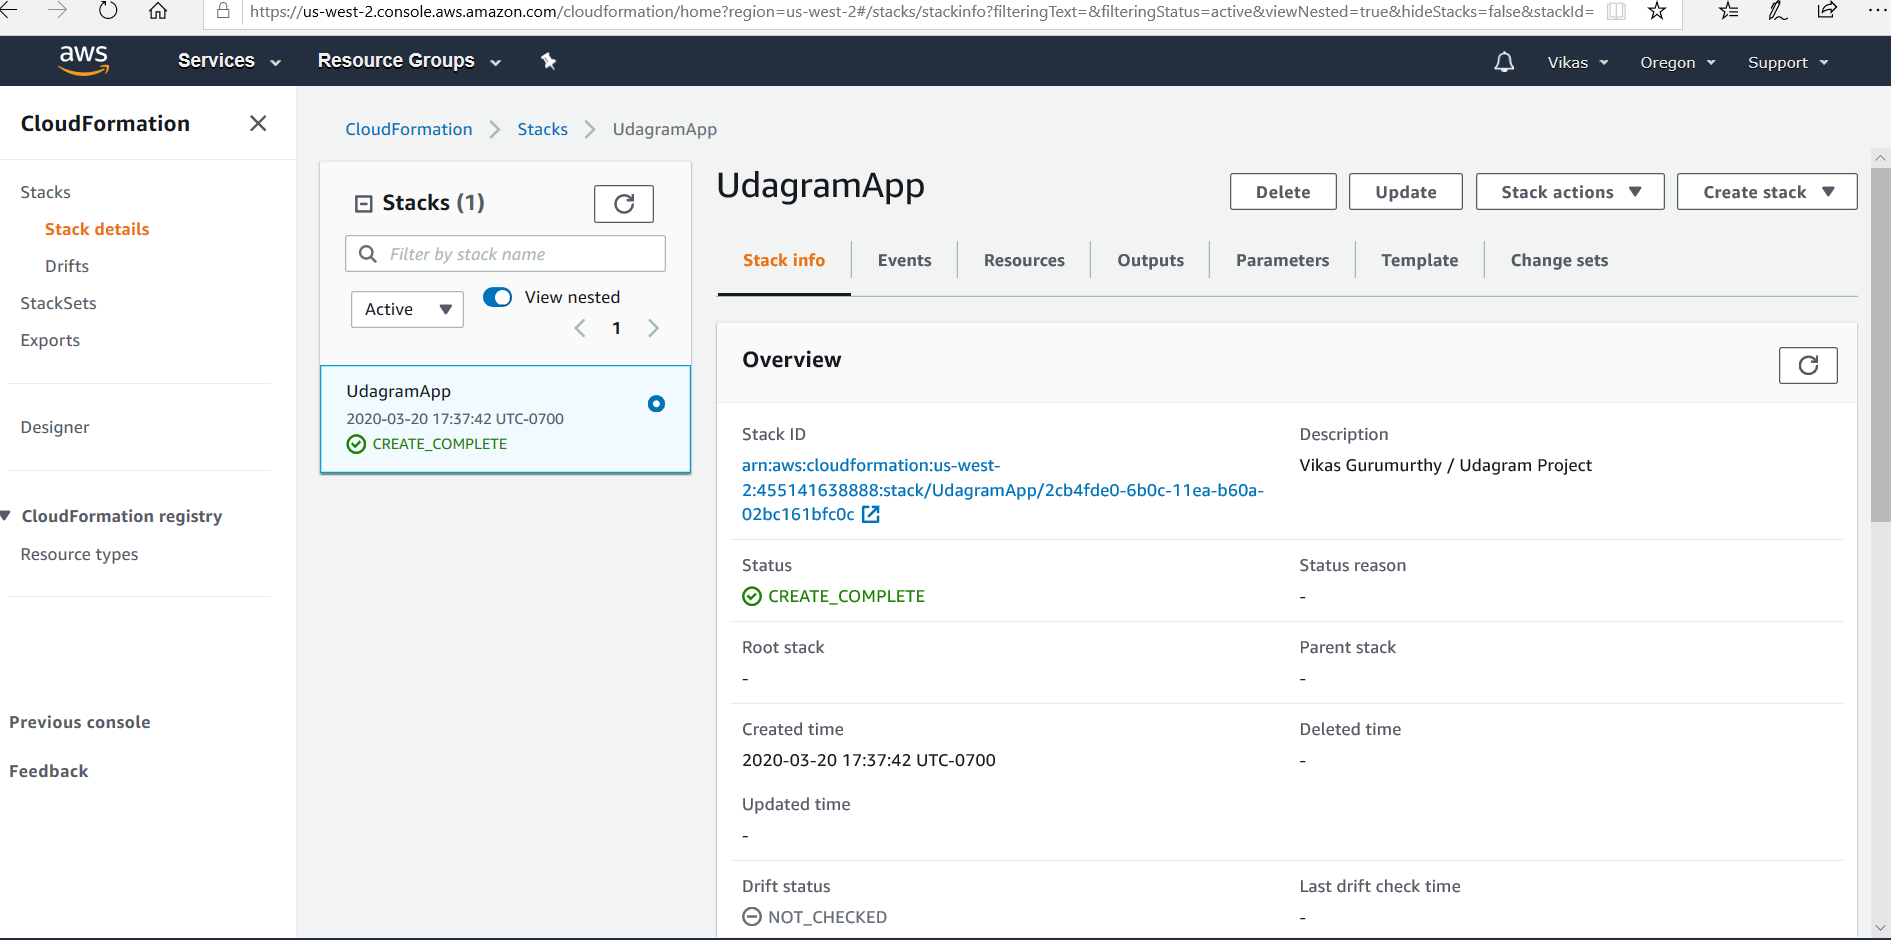 https://us-west-2.console.aws.amazon.com/cloudformation/home?region=us-west-2#/stacks/stackinfo?filteringText=&filteringStatus=active&viewNested=true&hideStacks=false&stackId=
aws Services Resource Groups Vikas Oregon Support
CloudFormation
Stacks
Stack details
Drifts
StackSets
Exports
Designer
CloudFormation registry
Resource types
Previous console
Feedback
CloudFormation Stacks UdagramApp
Stacks (1)
Filter by stack name
Active View nested
1
UdagramApp
2020-03-20 17:37:42 UTC-0700
CREATE_COMPLETE
UdagramApp Delete Update Stack actions Create stack
Stack info Events Resources Outputs Parameters Template Change sets
Overview
Stack ID
arn:aws:cloudformation:us-west-
2:455141638888:stack/UdagramApp/2cb4fde0-6b0c-11ea-b60a-
02bc161bfc0c
Description
Vikas Gurumurthy / Udagram Project
Status
CREATE_COMPLETE
Status reason
-
Root stack
-
Parent stack
-
Created time
2020-03-20 17:37:42 UTC-0700
Deleted time
-
Updated time
-
Drift status
NOT_CHECKED
Last drift check time
-